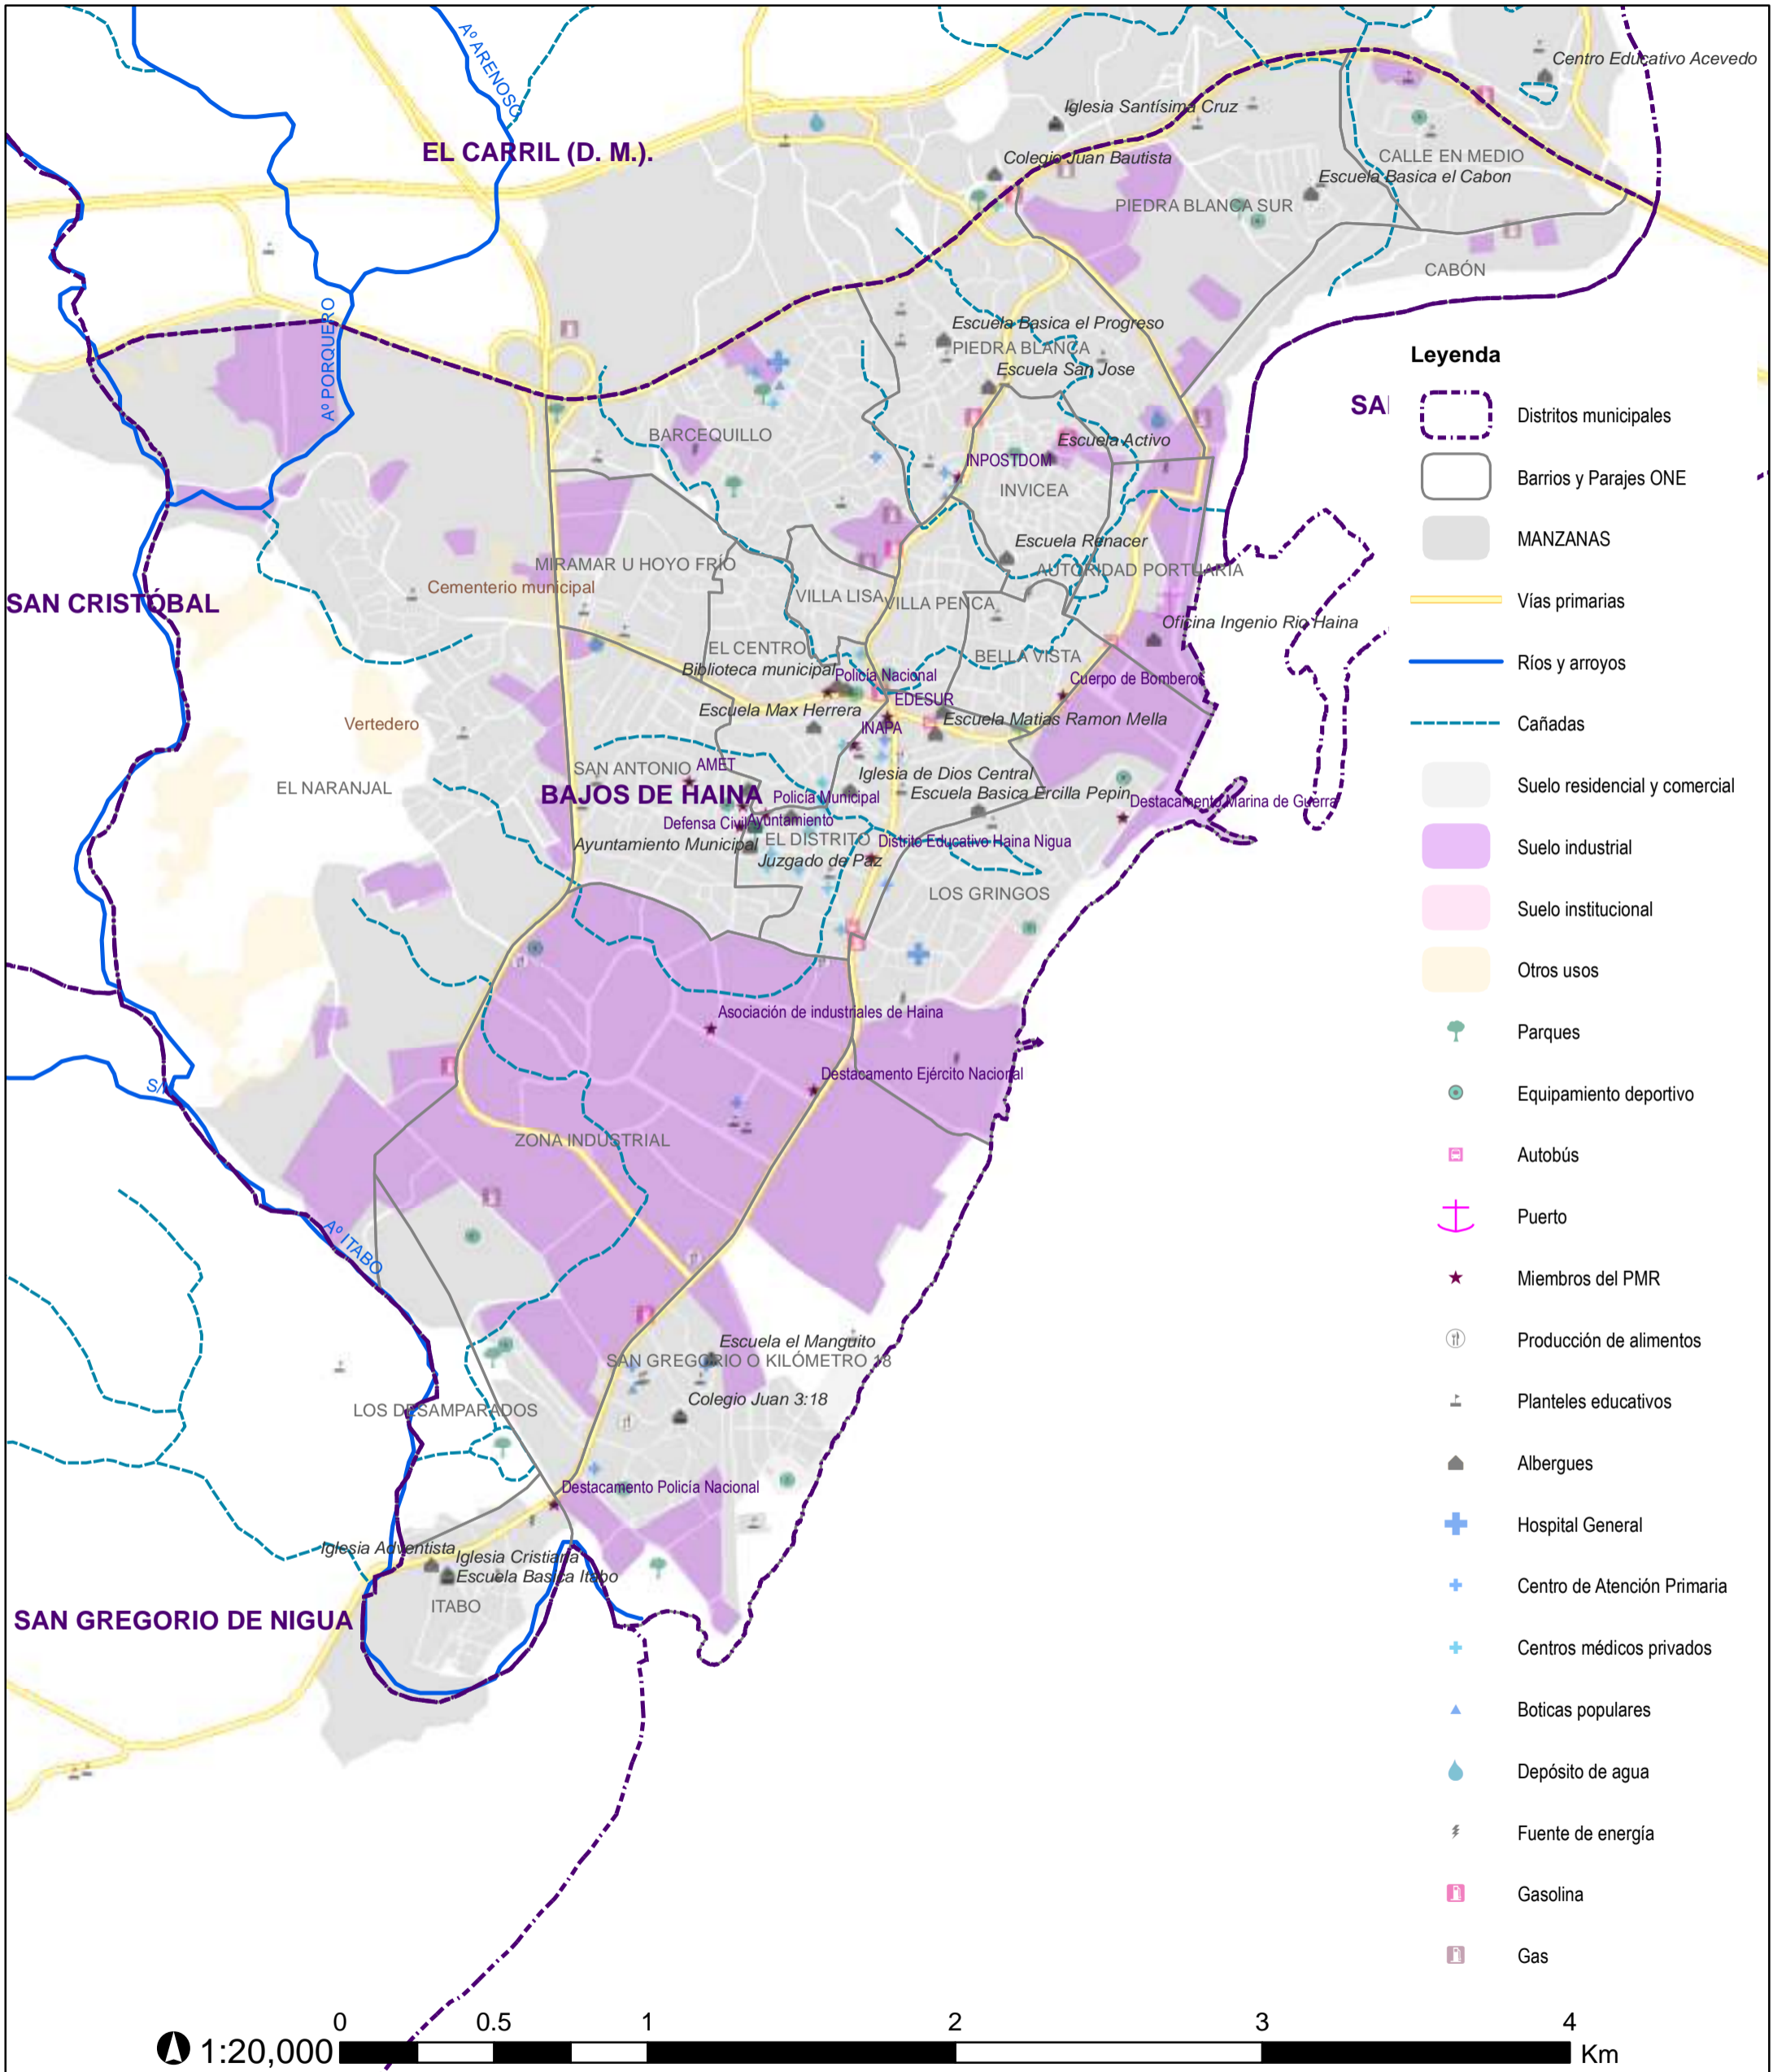 Aº ARENOSO
Centro Educativo Acevedo
Iglesia Santísima Cruz
EL CARRIL (D. M.).
Colegio Juan Bautista
CALLE EN MEDIO
Escuela Basica el Cabon
PIEDRA BLANCA SUR
CABÓN
Aº PORQUERO
Escuela Basica el Progreso
PIEDRA BLANCA
Escuela San Jose
BARCEQUILLO
Escuela Activo
INPOSTDOM
INVICEA
Escuela Renacer
MIRAMAR U HOYO FRÍO
AUTORIDAD PORTUARIA
Cementerio municipal
VILLA LISA
VILLA PENCA
SAN CRISTÓBAL
Oficina Ingenio Rio Haina
EL CENTRO
BELLA VISTA
Biblioteca municipal
Policía Nacional
Cuerpo de Bomberos
EDESUR
Escuela Max Herrera
Escuela Matias Ramon Mella
Vertedero
INAPA
SAN ANTONIO
AMET
Iglesia de Dios Central
EL NARANJAL
BAJOS DE HAINA
Escuela Basica Ercilla Pepin
Policía Municipal
Destacamento Marina de Guerra
Defensa Civil
Ayuntamiento
Ayuntamiento Municipal
EL DISTRITO
Distrito Educativo Haina Nigua
Juzgado de Paz
LOS GRINGOS
Asociación de industriales de Haina
Destacamento Ejército Nacional
S/
ZONA INDUSTRIAL
Aº ITABO
Escuela el Manguito
SAN GREGORIO O KILÓMETRO 18
Colegio Juan 3:18
LOS DESAMPARADOS
Destacamento Policía Nacional
Iglesia Adventista
Iglesia Cristiana
Escuela Basica Itabo
ITABO
SAN GREGORIO DE NIGUA
SA
Leyenda
Distritos municipales
Barrios y Parajes ONE
MANZANAS
Vías primarias
Ríos y arroyos
Cañadas
Suelo residencial y comercial
Suelo industrial
Suelo institucional
Otros usos
Parques
Equipamiento deportivo
Autobús
Puerto
Miembros del PMR
Producción de alimentos
Planteles educativos
Albergues
Hospital General
Centro de Atención Primaria
Centros médicos privados
Boticas populares
Depósito de agua
Fuente de energía
Gasolina
Gas
0 0.5 1 2 3 4
1:20,000 Km